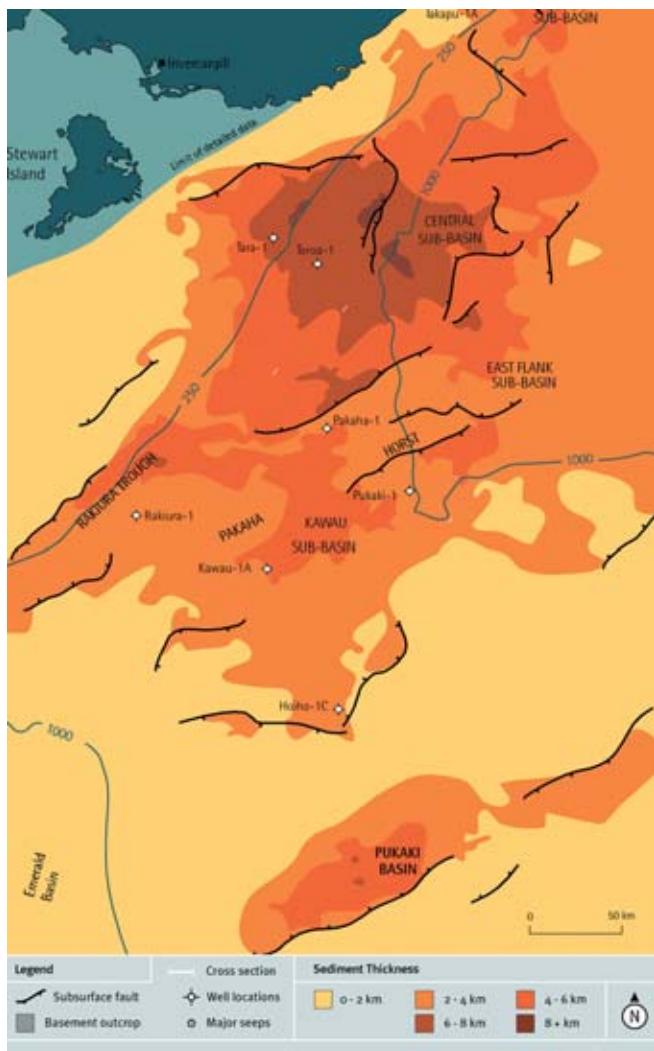 Takapu-1A
SUB-BASIN
Invercargill
250
Stewart
Island
Limit of detailed data
1000
CENTRAL
SUB-BASIN
Tara-1
Toroa-1
EAST FLANK
SUB-BASIN
250
Pakaha-1
HORST
1000
RAKIURA TROUGH
Pukaki-1
Rakiura-1
PAKAHA
KAWAU
SUB-BASIN
Kawau-1A
Hoiho-1C
1000
PUKAKI
BASIN
Emerald
Basin
0
50 km
Legend
Cross section
Sediment Thickness
Subsurface fault
Well locations
0 - 2 km
2 - 4 km
4 - 6 km
Basement outcrop
Major seeps
6 - 8 km
8 + km
N